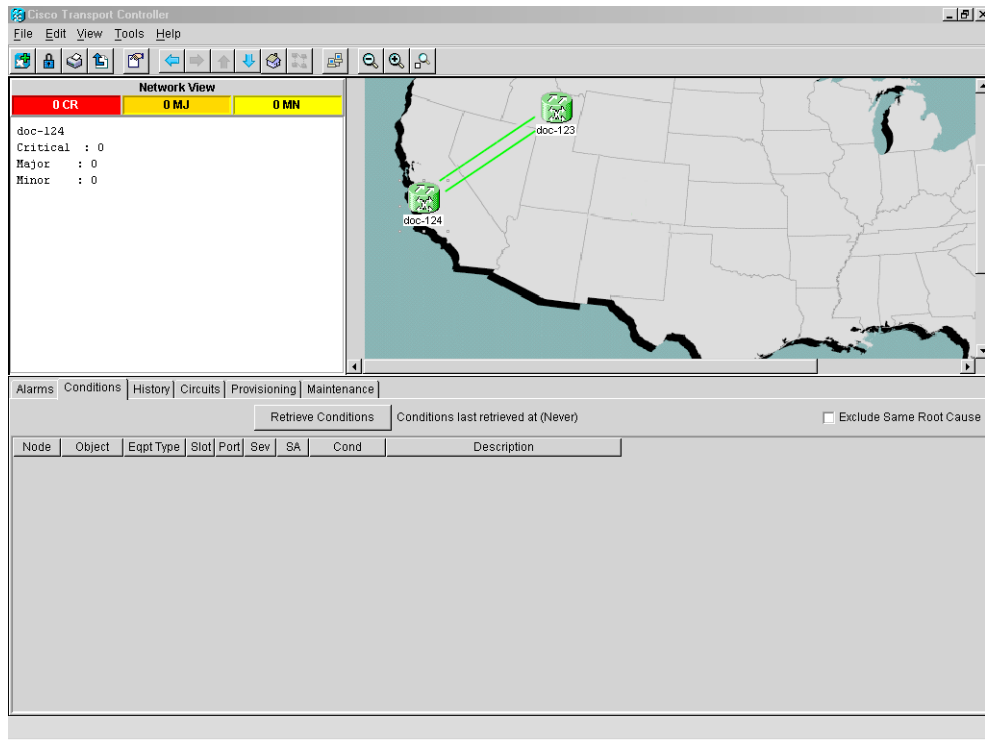 Cisco Transport Controller
File Edit View Tools Help
Network View
0 CR 0 MJ 0 MN
doc-124
Critical : 0
Major : 0
Minor : 0
doc-123
doc-124
Alarms Conditions History Circuits Provisioning Maintenance
Retrieve Conditions Conditions last retrieved at (Never) Exclude Same Root Cause
Node Object Eqpt Type Slot Port Sev SA Cond Description